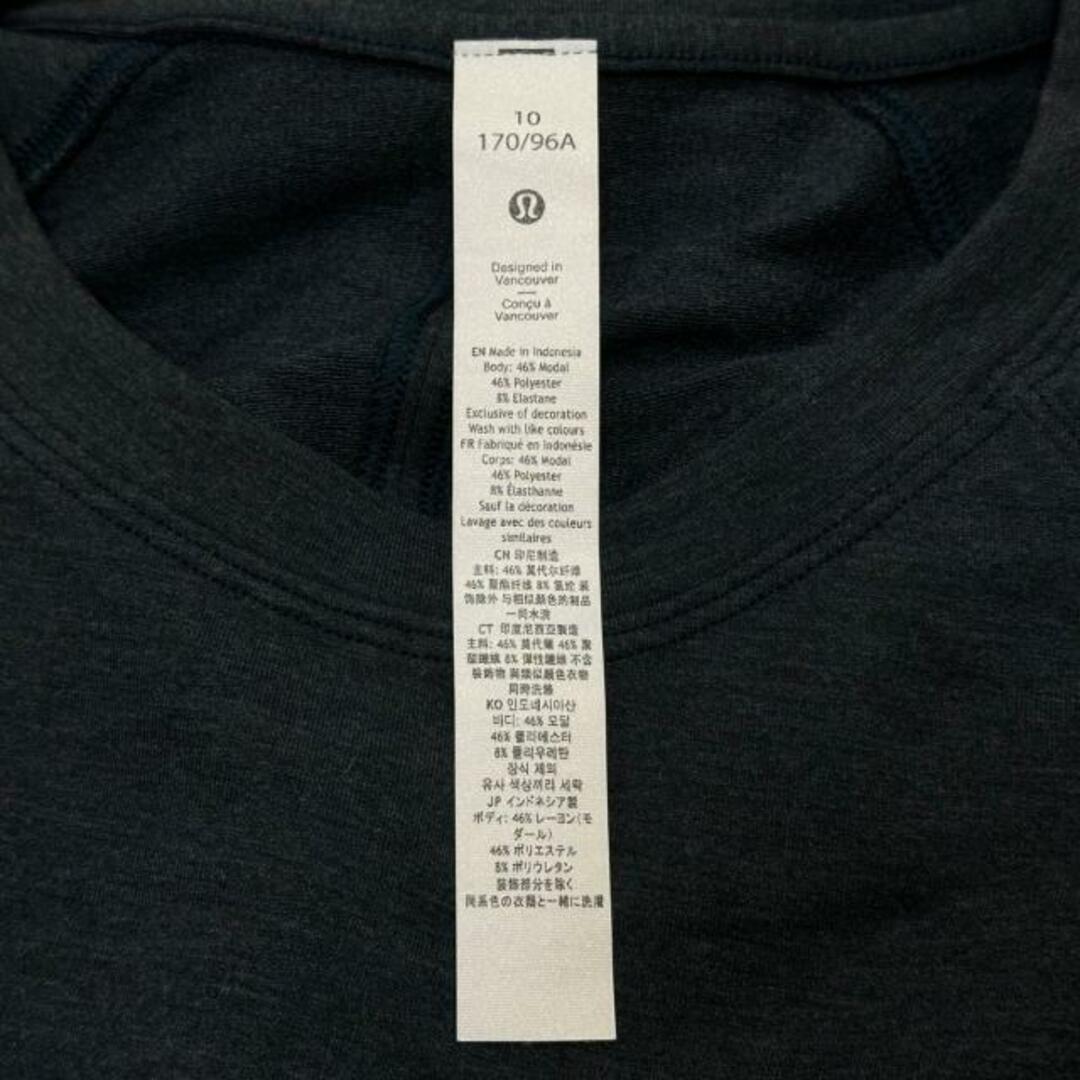 10
170/96A
Designed in
Vancouver
Conçu à
Vancouver
EN Made in Indonesia
Body: 46% Modal
46% Polyester
8% Elastane
Exclusive of decoration
Wash with like colours
FR Fabriqué en Indonésie
Corps: 46% Modal
46% Polyester
8% Élasthanne
Sauf la décoration
Lavage avec des couleurs
similaires
CN 印尼制造
主料: 46% 莫代尔纤维
46% 聚酯纤维 8% 氨纶 装
饰除外 与相似颜色的制品
一同水洗
CT 印度尼西亞製造
主料: 46% 莫代爾 46% 聚
酯纖維 8% 彈性纖維 不含
裝飾物 與類似顏色衣物
同時洗滌
KO 인도네시아산
바디: 46% 모달
46% 폴리에스터
8% 폴리우레탄
장식 제외
유사 색상끼리 세탁
JP インドネシア製
ボディ: 46% レーヨン(モ
ダール)
46% ポリエステル
8% ポリウレタン
装飾部分を除く
同系色の衣類と一緒に洗濯